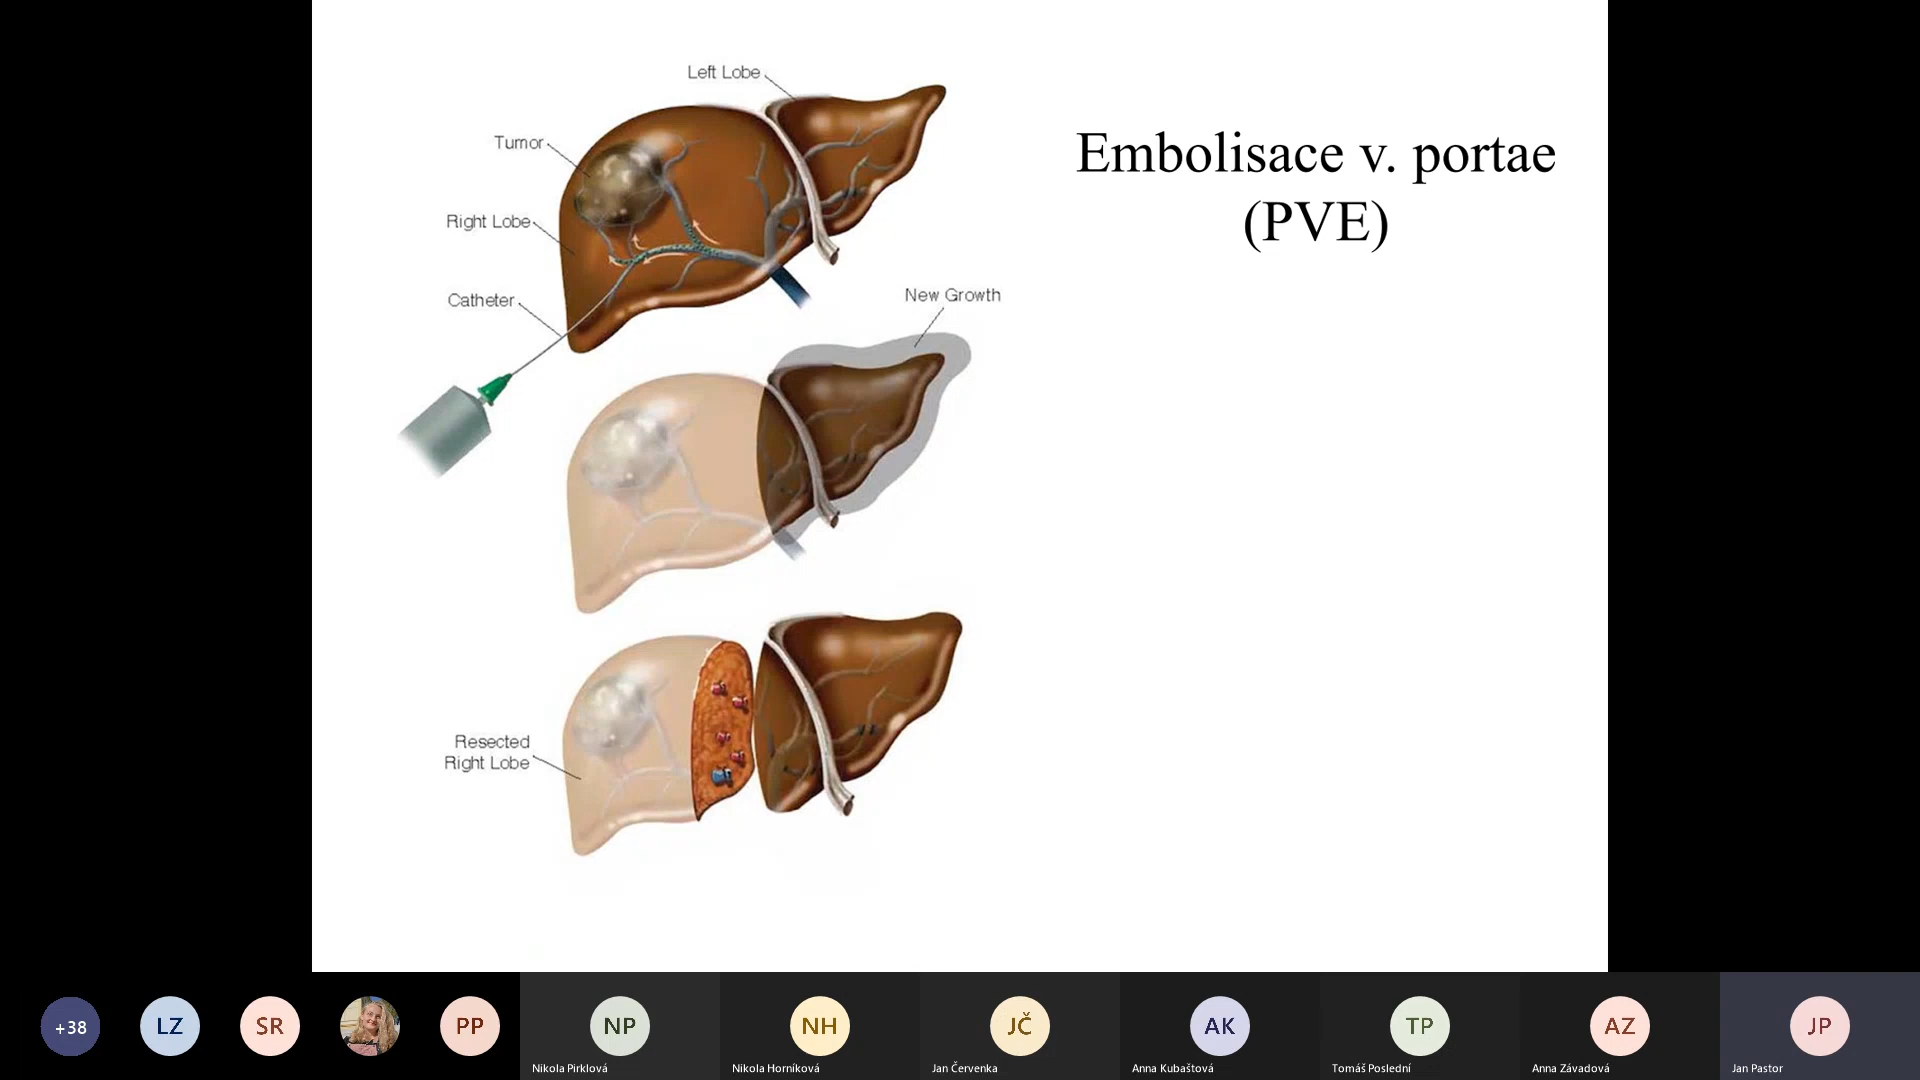 Left Lobe
Tumor
Right Lobe
Catheter
Embolisace v. portae
(PVE)
New Growth
Resected
Right Lobe
+38
LZ
SR
PP
NP
NH
JČ
AK
TP
AZ
JP
Nikola Pirklová
Nikola Horníková
Jan Červenka
Anna Kubaštová
Tomáš Poslední
Anna Závadová
Jan Pastor